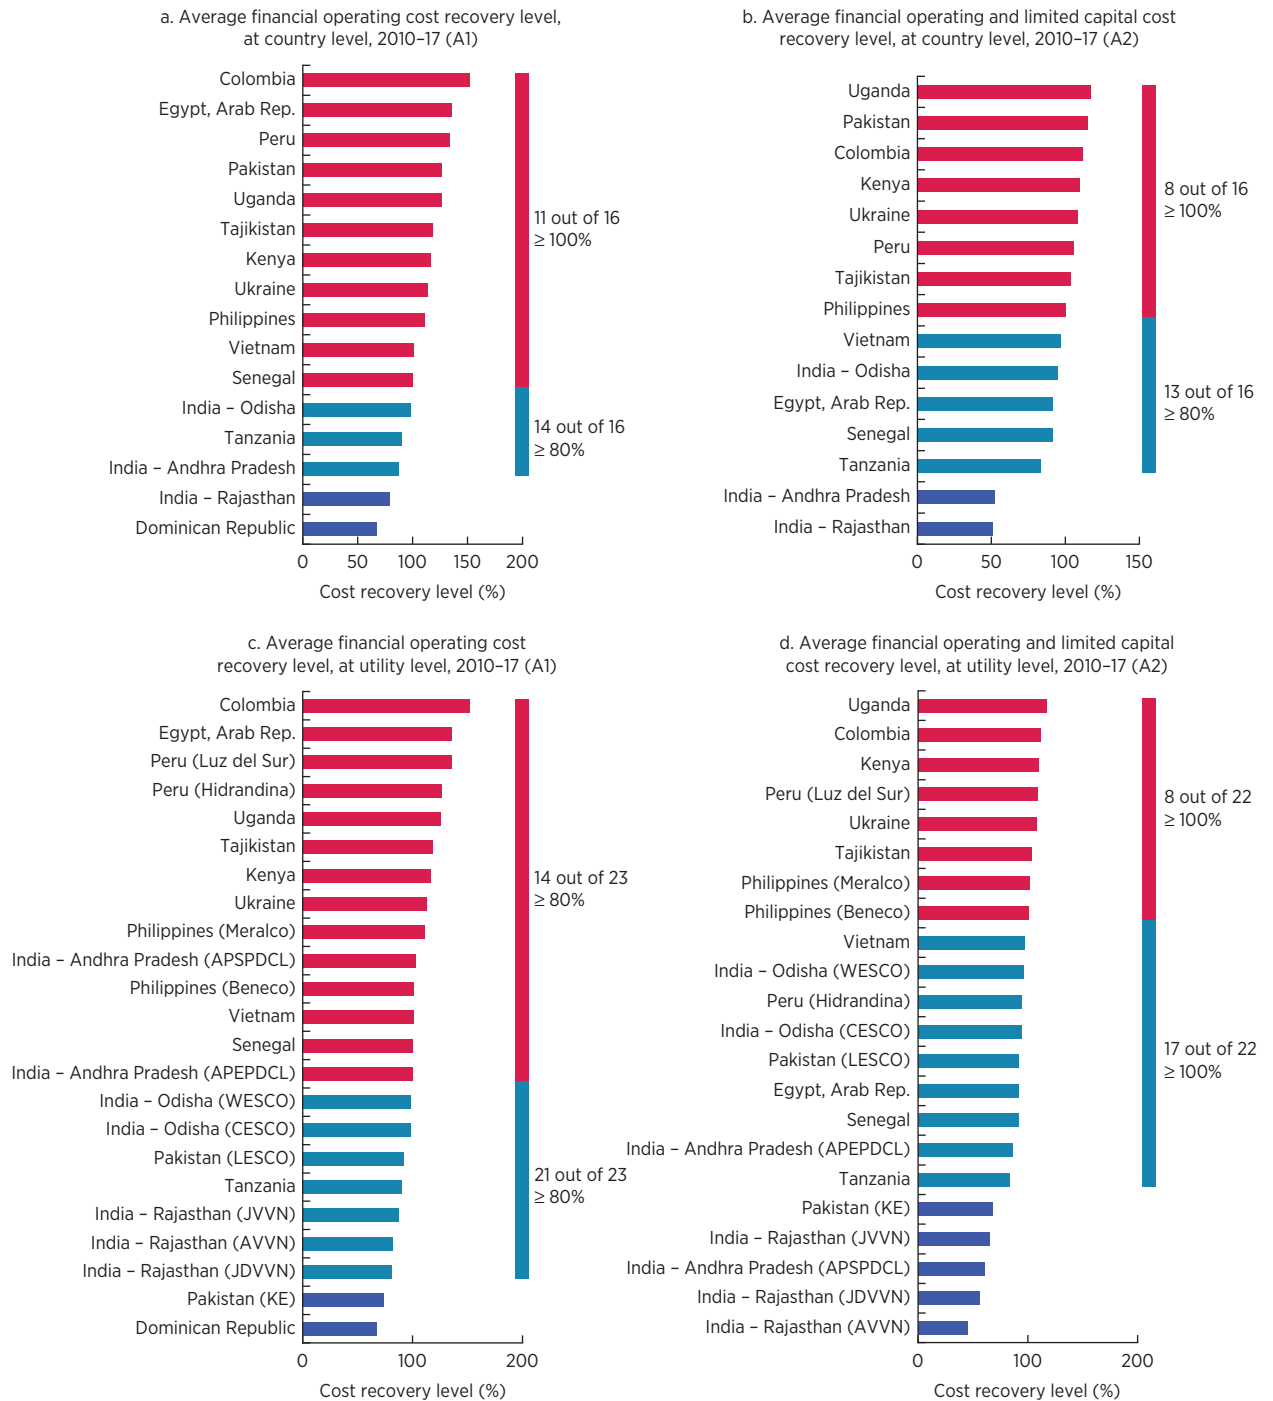 a. Average financial operating cost recovery level,
at country level, 2010–17 (A1)
Colombia
Egypt, Arab Rep.
Peru
Pakistan
Uganda
Tajikistan
Kenya
Ukraine
Philippines
Vietnam
Senegal
India – Odisha
Tanzania
India – Andhra Pradesh
India – Rajasthan
Dominican Republic
11 out of 16
≥ 100%
14 out of 16
≥ 80%
0 50 100 150 200
Cost recovery level (%)
b. Average financial operating and limited capital cost
recovery level, at country level, 2010–17 (A2)
Uganda
Pakistan
Colombia
Kenya
Ukraine
Peru
Tajikistan
Philippines
Vietnam
India – Odisha
Egypt, Arab Rep.
Senegal
Tanzania
India – Andhra Pradesh
India – Rajasthan
8 out of 16
≥ 100%
13 out of 16
≥ 80%
0 50 100 150
Cost recovery level (%)
c. Average financial operating cost
recovery level, at utility level, 2010–17 (A1)
Colombia
Egypt, Arab Rep.
Peru (Luz del Sur)
Peru (Hidrandina)
Uganda
Tajikistan
Kenya
Ukraine
Philippines (Meralco)
India – Andhra Pradesh (APSPDCL)
Philippines (Beneco)
Vietnam
Senegal
India – Andhra Pradesh (APEPDCL)
India – Odisha (WESCO)
India – Odisha (CESCO)
Pakistan (LESCO)
Tanzania
India – Rajasthan (JVVN)
India – Rajasthan (AVVN)
India – Rajasthan (JDVVN)
Pakistan (KE)
Dominican Republic
14 out of 23
≥ 80%
21 out of 23
≥ 80%
0 100 200
Cost recovery level (%)
d. Average financial operating and limited capital
cost recovery level, at utility level, 2010–17 (A2)
Uganda
Colombia
Kenya
Peru (Luz del Sur)
Ukraine
Tajikistan
Philippines (Meralco)
Philippines (Beneco)
Vietnam
India – Odisha (WESCO)
Peru (Hidrandina)
India – Odisha (CESCO)
Pakistan (LESCO)
Egypt, Arab Rep.
Senegal
India – Andhra Pradesh (APEPDCL)
Tanzania
Pakistan (KE)
India – Rajasthan (JVVN)
India – Andhra Pradesh (APSPDCL)
India – Rajasthan (JDVVN)
India – Rajasthan (AVVN)
8 out of 22
≥ 100%
17 out of 22
≥ 100%
0 100 200
Cost recovery level (%)